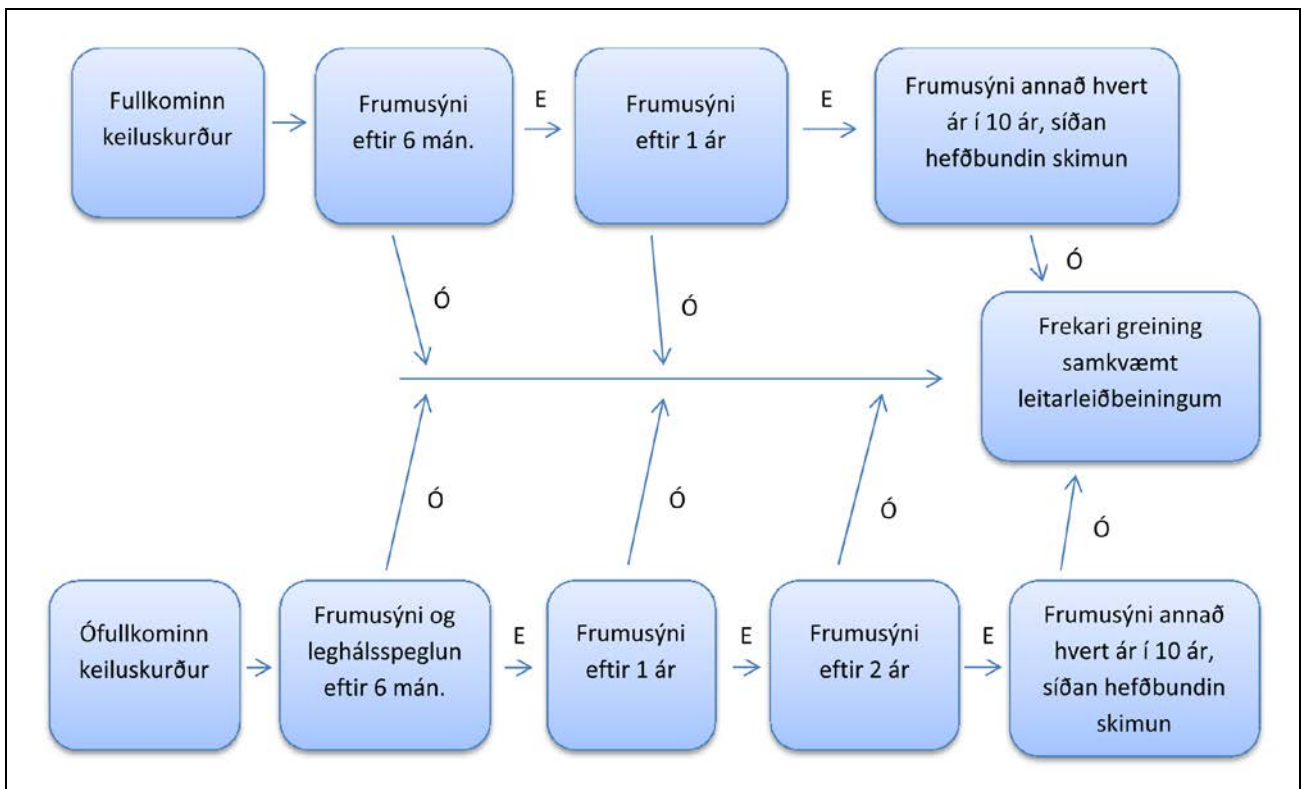 Fullkominn
keiluskurður
Frumusýni
eftir 6 mán.
E
Frumusýni
eftir 1 ár
E
Frumusýni annað hvert
ár í 10 ár, síðan
hefðbundin skimun
Ó
Ó
Ó
Frekari greining
samkvæmt
leitarleiðbeiningum
Ó
Ó
Ó
Ó
Ófullkominn
keiluskurður
Frumusýni og
leghálsspeglun
eftir 6 mán.
E
Frumusýni
eftir 1 ár
E
Frumusýni
eftir 2 ár
E
Frumusýni annað
hvert ár í 10 ár,
síðan hefðbundin
skimun